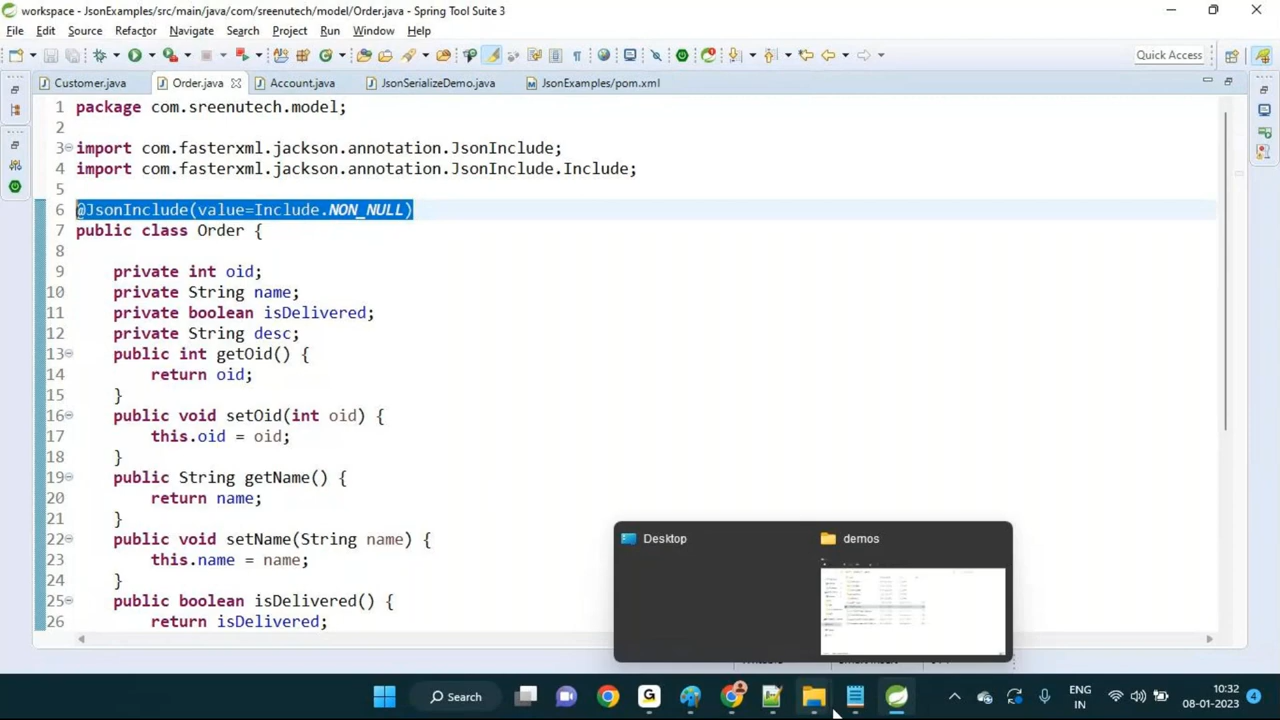 workspace - JsonExamples/src/main/java/com/sreenutech/model/Order.java - Spring Tool Suite 3
File Edit Source Refactor Navigate Search Project Run Window Help
Quick Access
Customer.java Order.java Account.java JsonSerializeDemo.java JsonExamples/pom.xml
1 package com.sreenutech.model;
2
3 import com.fasterxml.jackson.annotation.JsonInclude;
4 import com.fasterxml.jackson.annotation.JsonInclude.Include;
5
6 @JsonInclude(value=Include.NON_NULL)
7 public class Order {
8
9 private int oid;
10 private String name;
11 private boolean isDelivered;
12 private String desc;
13 public int getOid() {
14 return oid;
15 }
16 public void setOid(int oid) {
17 this.oid = oid;
18 }
19 public String getName() {
20 return name;
21 }
22 public void setName(String name) {
23 this.name = name;
24 }
25 public boolean isDelivered() {
26 return isDelivered;
Desktop demos
Search
ENG
IN
10:32
08-01-2023
4